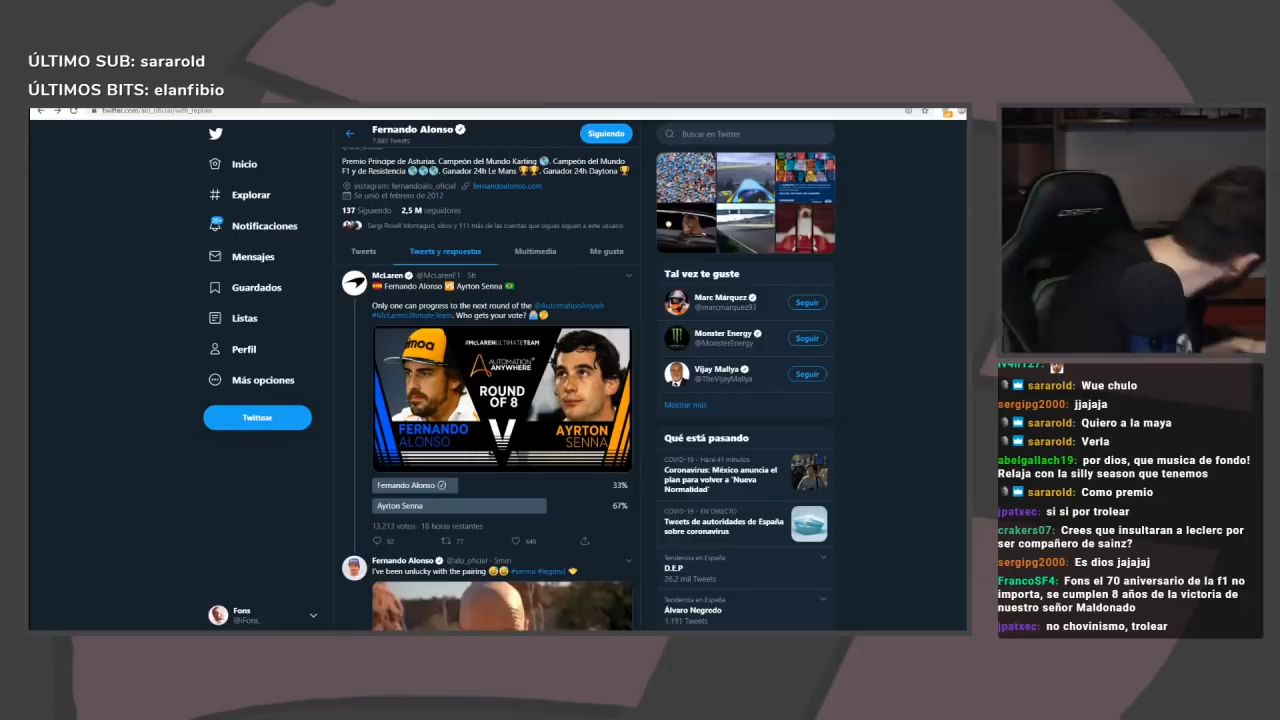 ÚLTIMO SUB: sararold
ÚLTIMOS BITS: elanfibio
twitter.com/alo_oficial/with_replies
Fernando Alonso
7.880 Tweets
Siguiendo
Buscar en Twitter
Inicio
Explorar
20+
Notificaciones
Mensajes
Guardados
Listas
Perfil
Más opciones
Twittear
Fons
@iFons_
Premio Principe de Asturias. Campeón del Mundo Karting. Campeón del Mundo
F1 y de Resistencia. Ganador 24h Le Mans. Ganador 24h Daytona
instagram: fernandoalo_oficial fernandoalonso.com
Se unió el febrero de 2012
137 Siguiendo 2,5 M seguidores
Sergi Rosell Montagud, sitoo y 111 más de las cuentas que sigues siguen a este usuario
Tweets
Tweets y respuestas
Multimedia
Me gusta
McLaren @McLarenF1 · 5h
Fernando Alonso VS Ayrton Senna
Only one can progress to the next round of the @AutomationAnywh
#McLarenUltimateTeam. Who gets your vote?
#MCLARENULTIMATETEAM
AUTOMATION
ANYWHERE
ROUND
OF 8
V
FERNANDO
ALONSO
AYRTON
SENNA
Fernando Alonso 33%
Ayrton Senna 67%
13,213 votos · 18 horas restantes
92 77 449
Fernando Alonso @alo_oficial · 5min
I've been unlucky with the pairing #senna #legend
Tal vez te guste
Marc Márquez
@marcmarquez93
Seguir
Monster Energy
@MonsterEnergy
Seguir
Vijay Mallya
@TheVijayMallya
Seguir
Mostrar más
Qué está pasando
COVID-19 · Hace 41 minutos
Coronavirus: México anuncia el
plan para volver a 'Nueva
Normalidad'
COVID-19 · EN DIRECTO
Tweets de autoridades de España
sobre coronavirus
Tendencia en España
D.E.P
26,2 mil Tweets
Tendencia en España
Álvaro Negredo
1.191 Tweets
sararold: Wue chulo
sergipg2000: jjajaja
sararold: Quiero a la maya
sararold: Verla
abelgallach19: por dios, que musica de fondo!
Relaja con la silly season que tenemos
sararold: Como premio
jpatxec: si si por trolear
crakers07: Crees que insultaran a leclerc por
ser compañero de sainz?
sergipg2000: Es dios jajajaj
FrancoSF4: Fons el 70 aniversario de la f1 no
importa, se cumplen 8 años de la victoria de
nuestro señor Maldonado
jpatxec: no chovinismo, trolear